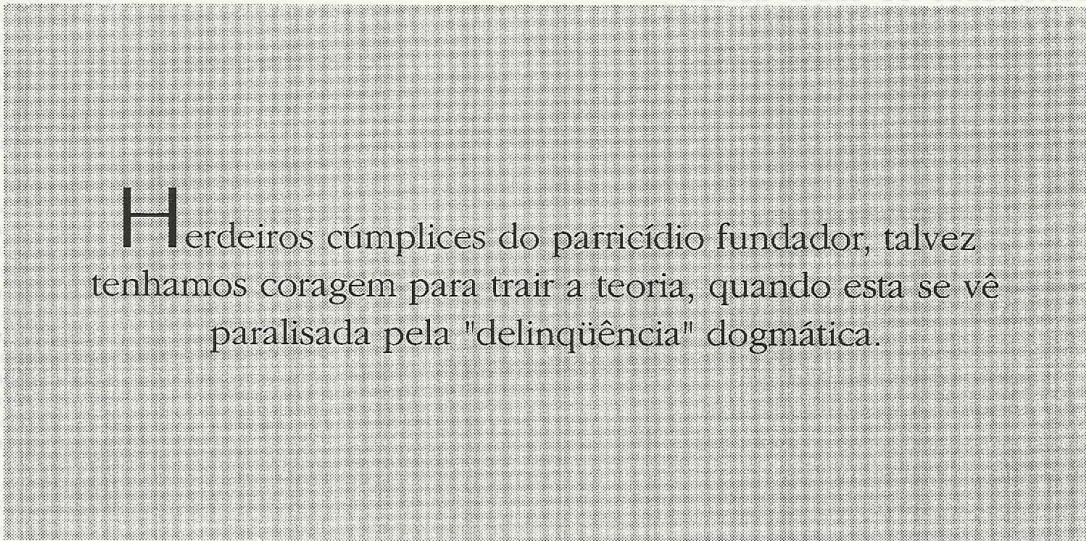 Herdeiros cúmplices do parricídio fundador, talvez
tenhamos coragem para trair a teoria, quando esta se vê
paralisada pela "delinqüência" dogmática.